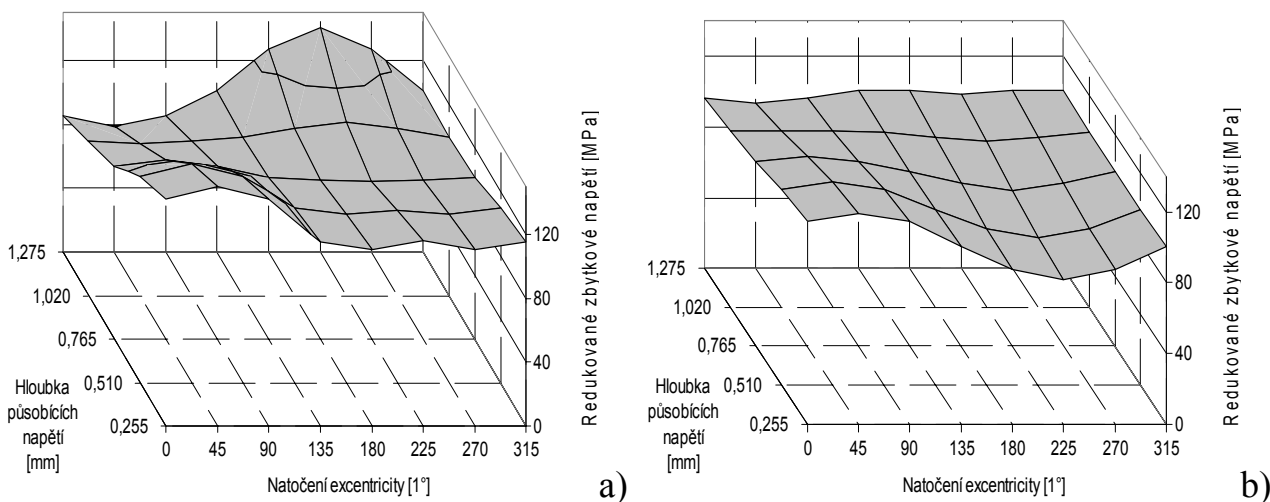 1,275
1,020
0,765
0,510
0,255
Hloubka
působících
napětí
[mm]
0 45 90 135 180 225 270 315
Natočení excentricity [1°]
120
80
40
0
Redukované zbytkové napětí [MPa]
a)
1,275
1,020
0,765
0,510
0,255
Hloubka
působících
napětí
[mm]
0 45 90 135 180 225 270 315
Natočení excentricity [1°]
120
80
40
0
Redukované zbytkové napětí [MPa]
b)